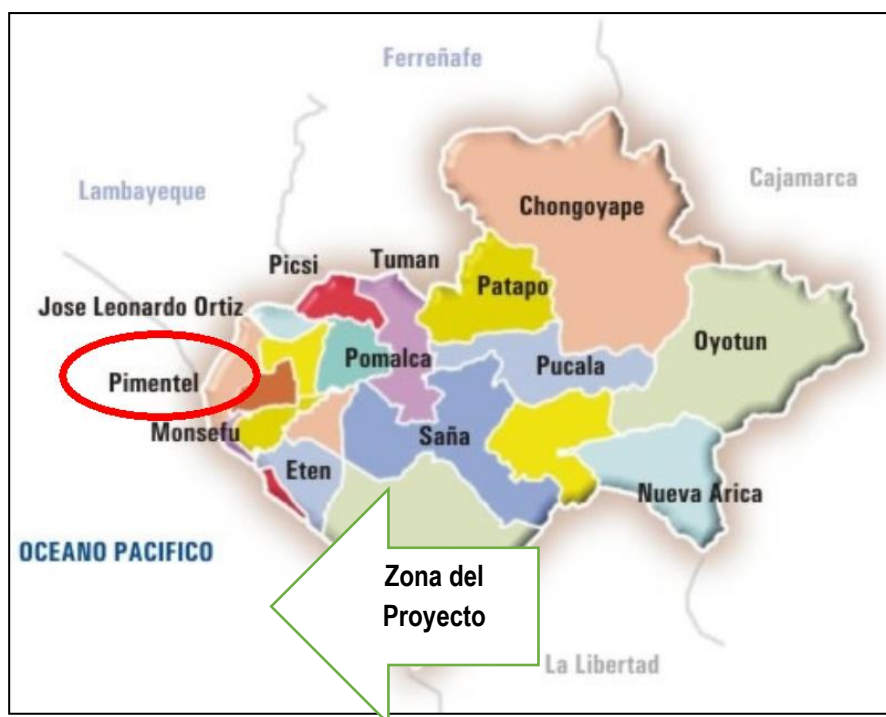 Ferreñafe
Cajamarca
Lambayeque
Chongoyape
Picsi
Tuman
Patapo
Jose Leonardo Ortiz
Oyotun
Pomalca
Pucala
Pimentel
Monsefu
Saña
Eten
Nueva Arica
OCEANO PACIFICO
Zona del
Proyecto
La Libertad